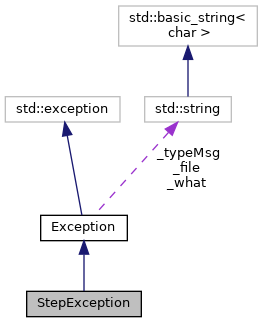 std::basic_string<
char >
std::exception
std::string
_typeMsg
_file
_what
Exception
StepException